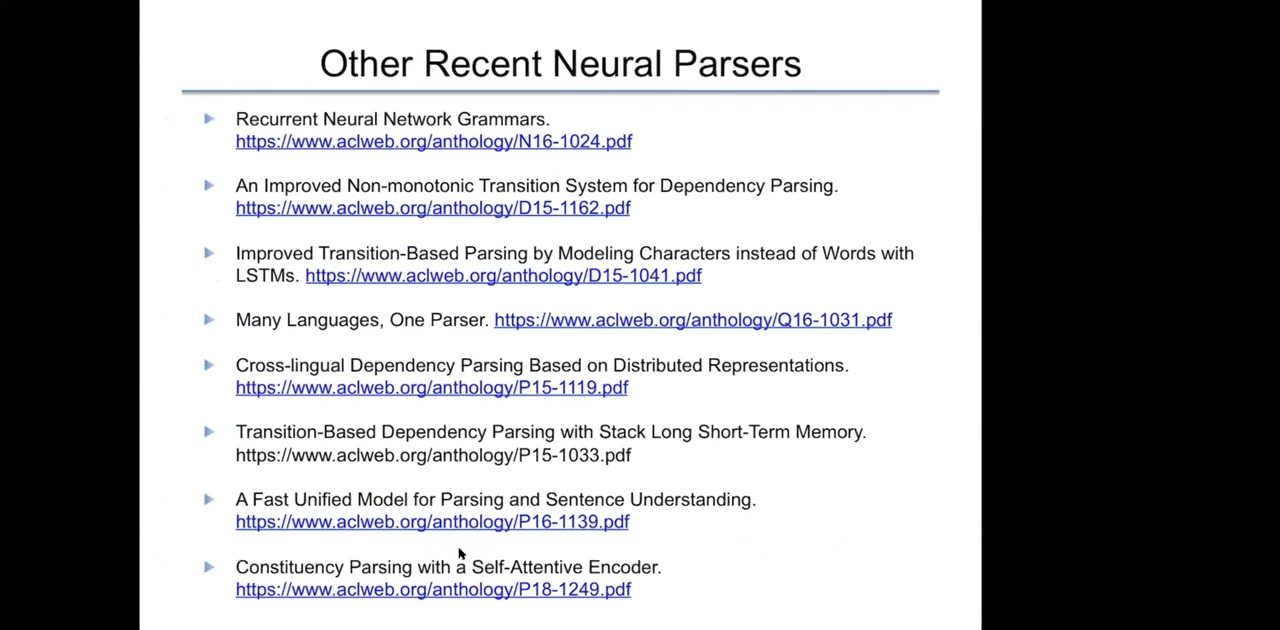 Other Recent Neural Parsers
Recurrent Neural Network Grammars.
https://www.aclweb.org/anthology/N16-1024.pdf
An Improved Non-monotonic Transition System for Dependency Parsing.
https://www.aclweb.org/anthology/D15-1162.pdf
Improved Transition-Based Parsing by Modeling Characters instead of Words with
LSTMs. https://www.aclweb.org/anthology/D15-1041.pdf
Many Languages, One Parser. https://www.aclweb.org/anthology/Q16-1031.pdf
Cross-lingual Dependency Parsing Based on Distributed Representations.
https://www.aclweb.org/anthology/P15-1119.pdf
Transition-Based Dependency Parsing with Stack Long Short-Term Memory.
https://www.aclweb.org/anthology/P15-1033.pdf
A Fast Unified Model for Parsing and Sentence Understanding.
https://www.aclweb.org/anthology/P16-1139.pdf
Constituency Parsing with a Self-Attentive Encoder.
https://www.aclweb.org/anthology/P18-1249.pdf